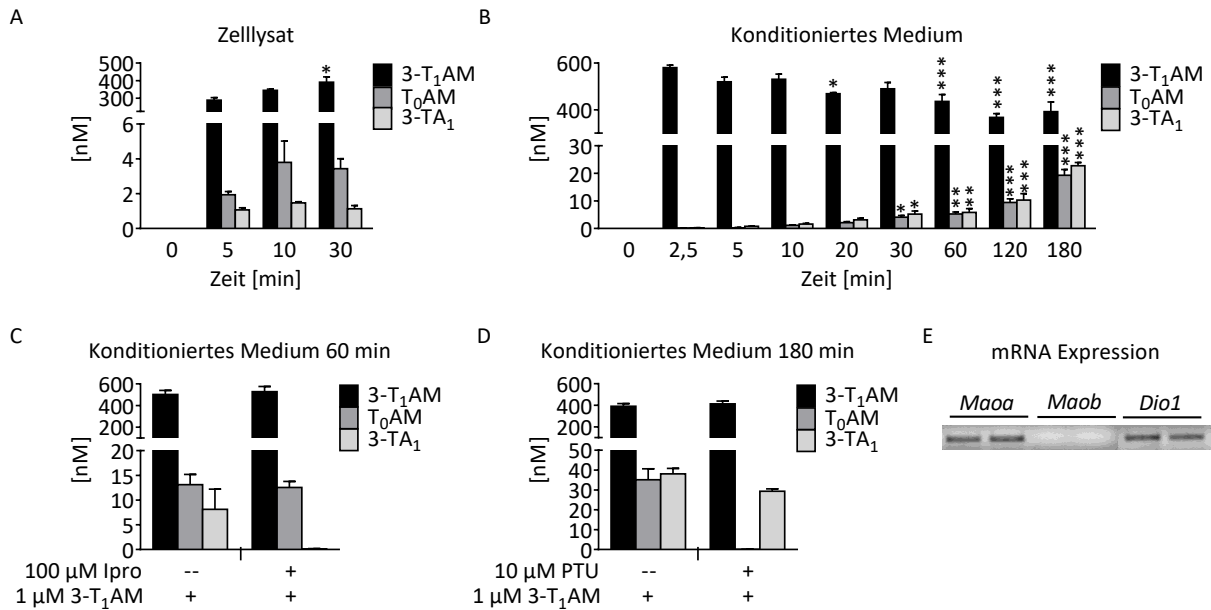 A
Zelllysat
400
300
6
4
2
0
[nM]
* 
0 5 10 30
Zeit [min]
3-T₁AM
T₀AM
3-TA₁
B
Konditioniertes Medium
600
400
30
20
10
0
[nM]
* *** *** ***
* * ** ** *** *** *** ***
0 2,5 5 10 20 30 60 120 180
Zeit [min]
3-T₁AM
T₀AM
3-TA₁
C
Konditioniertes Medium 60 min
600
400
200
20
15
10
5
0
[nM]
3-T₁AM
T₀AM
3-TA₁
100 µM Ipro -- +
1 µM 3-T₁AM + +
D
Konditioniertes Medium 180 min
600
400
200
50
40
30
20
10
0
[nM]
3-T₁AM
T₀AM
3-TA₁
10 µM PTU -- +
1 µM 3-T₁AM + +
E
mRNA Expression
Maoa Maob Dio1